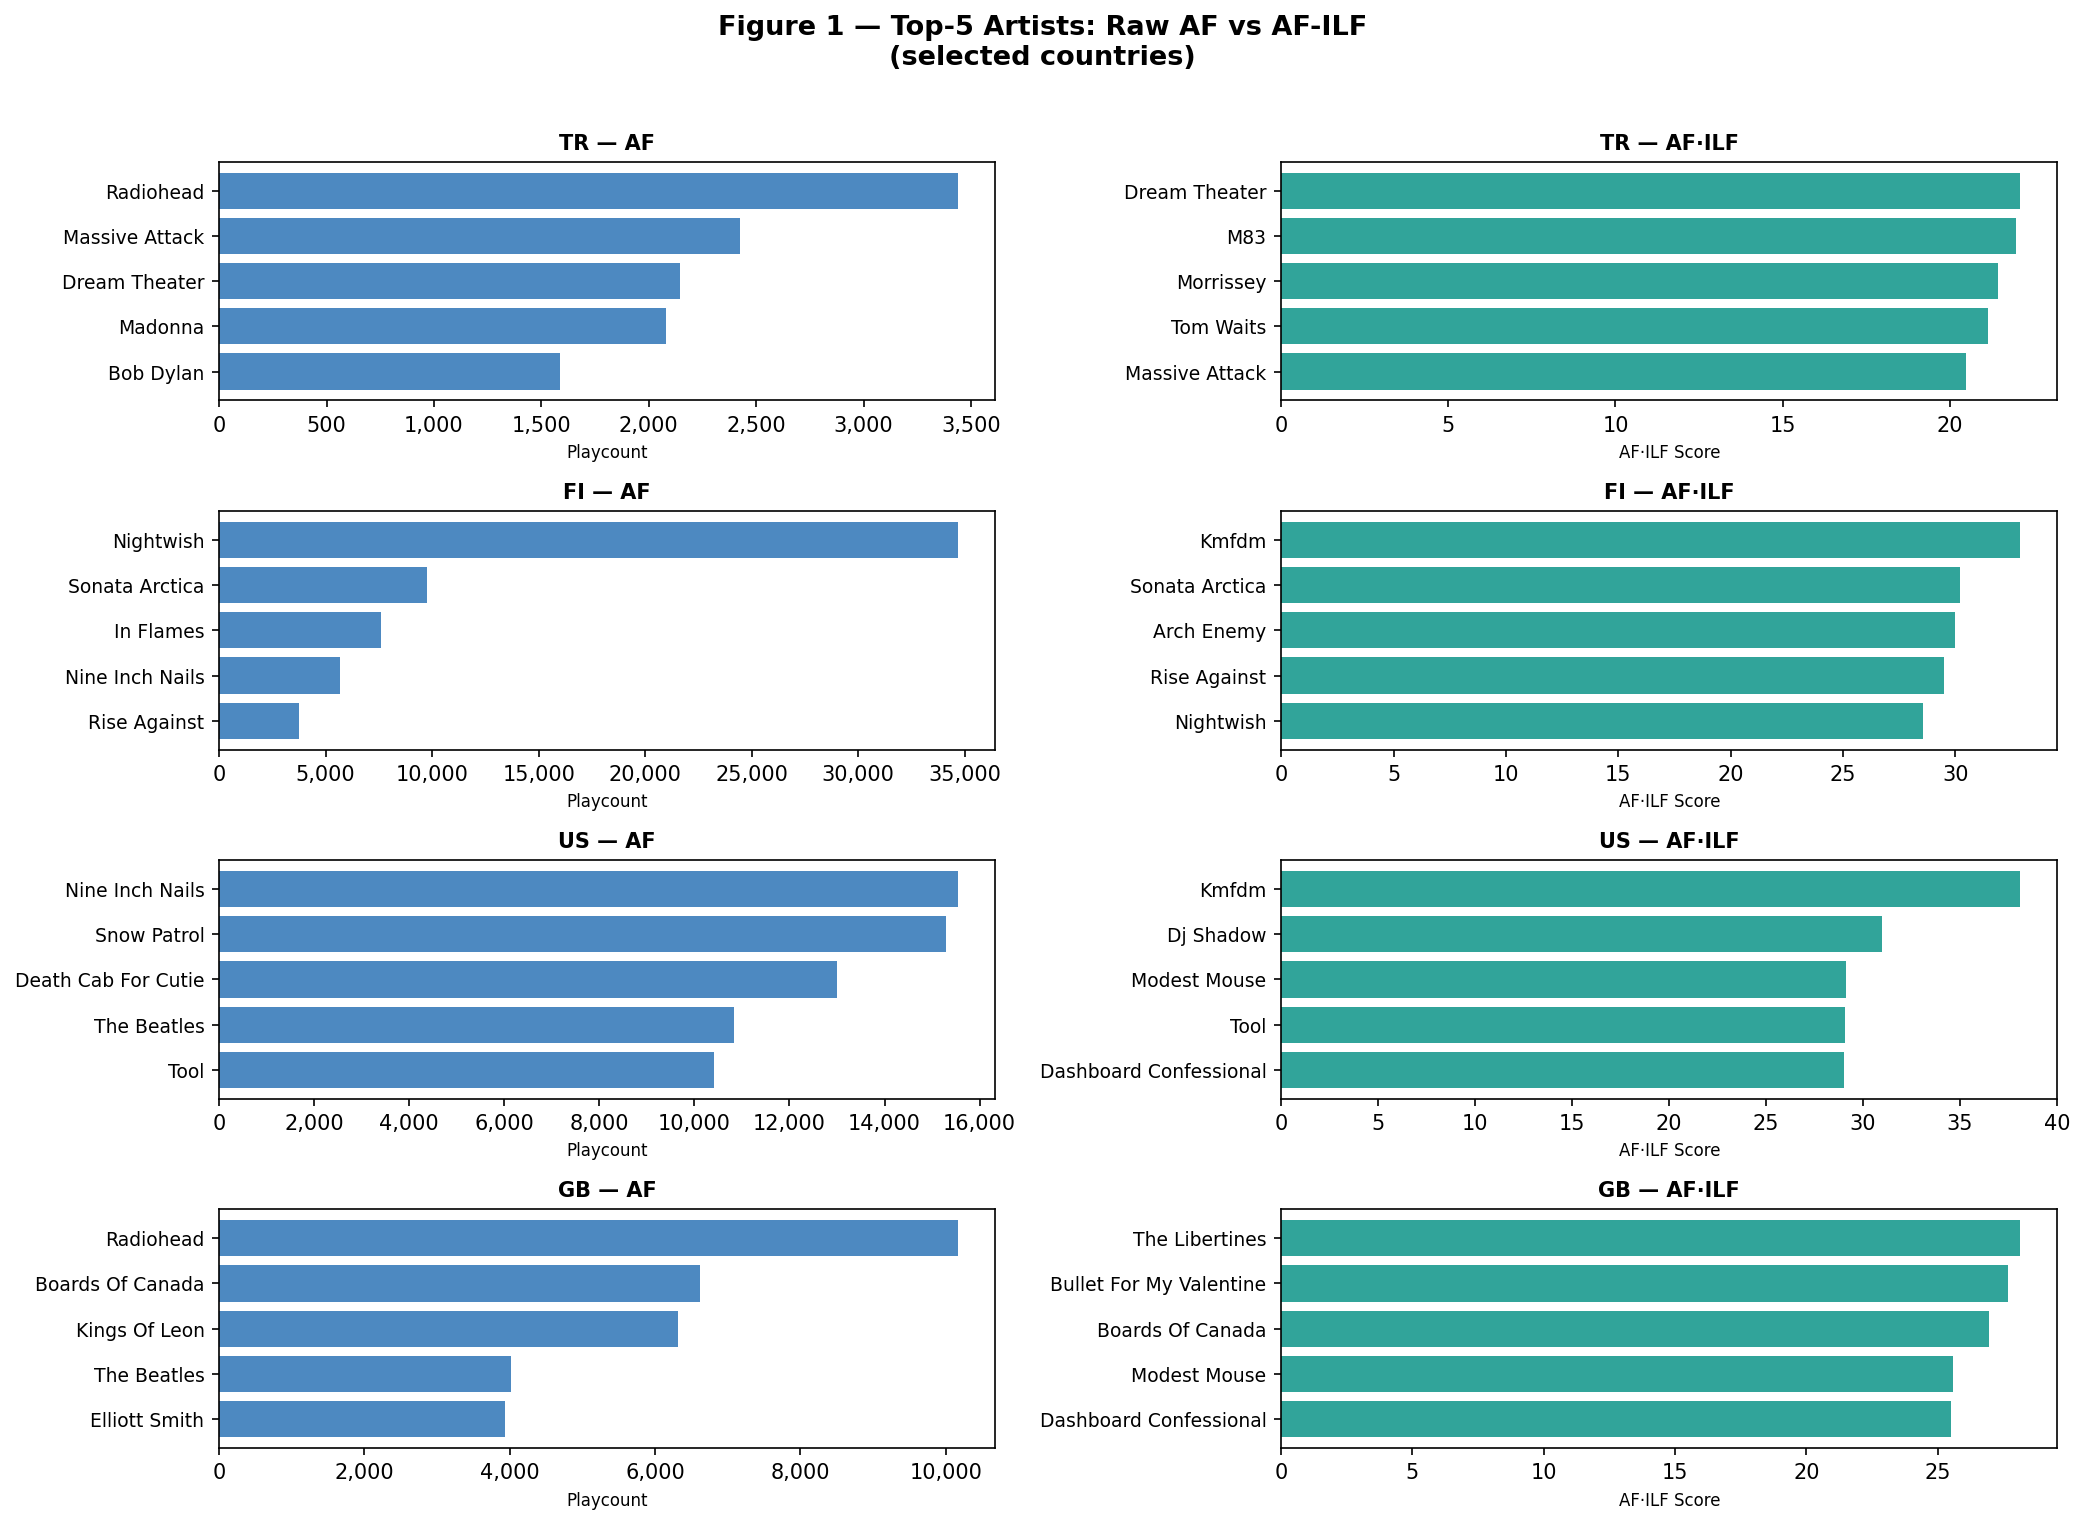 Figure 1 — Top-5 Artists: Raw AF vs AF-ILF
(selected countries)
TR — AF
Radiohead
Massive Attack
Dream Theater
Madonna
Bob Dylan
0 500 1,000 1,500 2,000 2,500 3,000 3,500
Playcount
TR — AF·ILF
Dream Theater
M83
Morrissey
Tom Waits
Massive Attack
0 5 10 15 20
AF·ILF Score
FI — AF
Nightwish
Sonata Arctica
In Flames
Nine Inch Nails
Rise Against
0 5,000 10,000 15,000 20,000 25,000 30,000 35,000
Playcount
FI — AF·ILF
Kmfdm
Sonata Arctica
Arch Enemy
Rise Against
Nightwish
0 5 10 15 20 25 30
AF·ILF Score
US — AF
Nine Inch Nails
Snow Patrol
Death Cab For Cutie
The Beatles
Tool
0 2,000 4,000 6,000 8,000 10,000 12,000 14,000 16,000
Playcount
US — AF·ILF
Kmfdm
Dj Shadow
Modest Mouse
Tool
Dashboard Confessional
0 5 10 15 20 25 30 35 40
AF·ILF Score
GB — AF
Radiohead
Boards Of Canada
Kings Of Leon
The Beatles
Elliott Smith
0 2,000 4,000 6,000 8,000 10,000
Playcount
GB — AF·ILF
The Libertines
Bullet For My Valentine
Boards Of Canada
Modest Mouse
Dashboard Confessional
0 5 10 15 20 25
AF·ILF Score